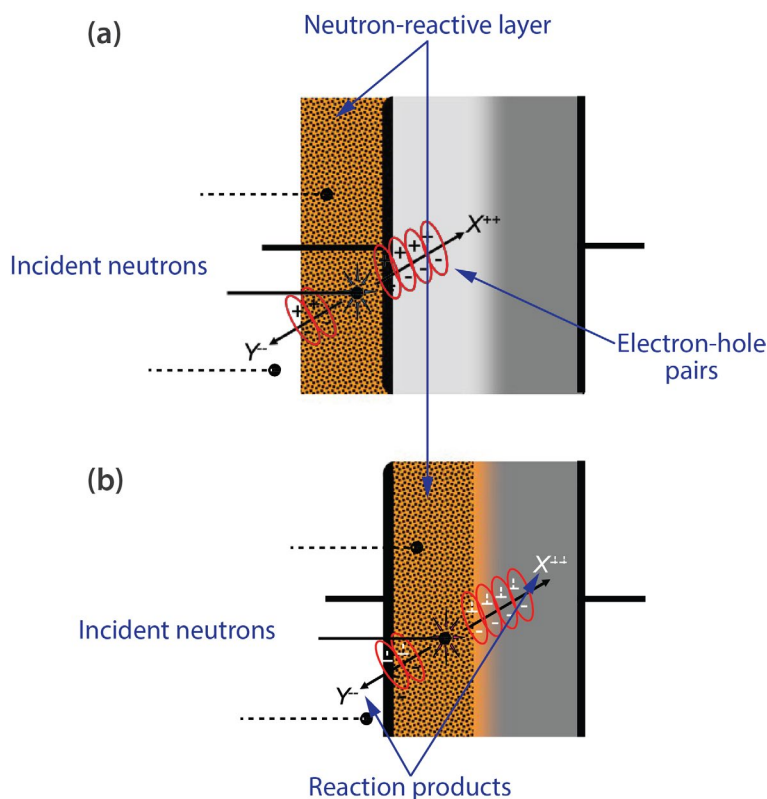 (a)
Neutron-reactive layer
X++
+ + + +
- - - -
Incident neutrons
+ +
Y--
Electron-hole
pairs
(b)
X++
Incident neutrons
- - - -
Y--
Reaction products